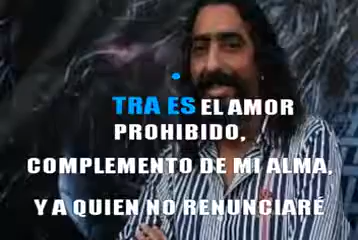 TRA ES EL AMOR
PROHIBIDO,
COMPLEMENTO DE MI ALMA,
Y A QUIEN NO RENUNCIARÉ